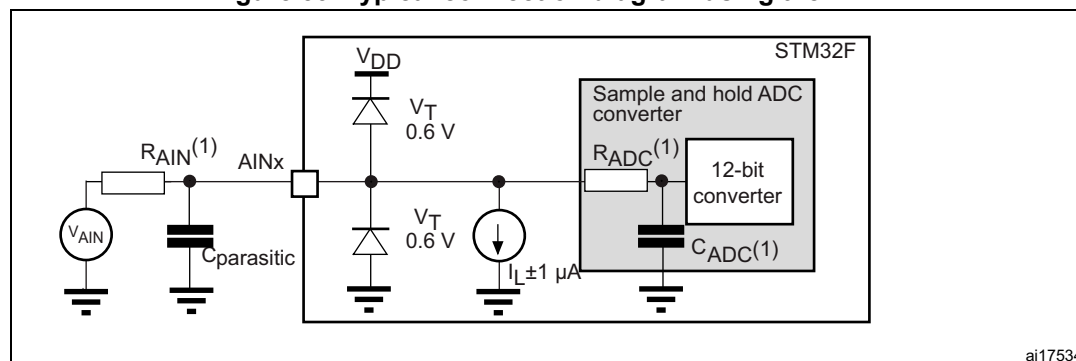 STM32F
VDD
VT
0.6 V
Sample and hold ADC
converter
RAIN(1)
AINx
RADC(1)
12-bit
converter
VAIN
Cparasitic
VT
0.6 V
IL±1 µA
CADC(1)
ai17534